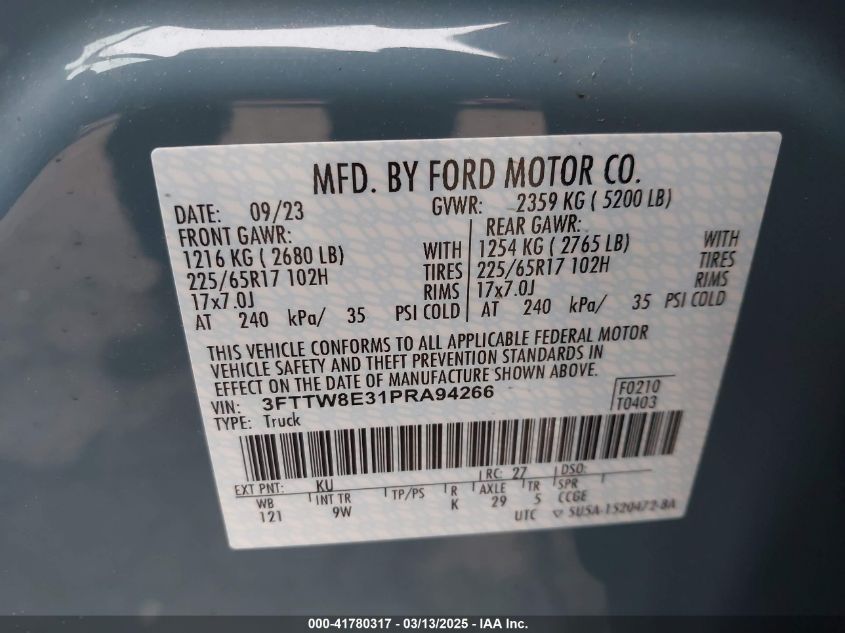 MFD. BY FORD MOTOR CO.
DATE: 09/23 GVWR: 2359 KG ( 5200 LB)
FRONT GAWR: REAR GAWR:
1216 KG ( 2680 LB) WITH 1254 KG ( 2765 LB) WITH
225/65R17 102H TIRES 225/65R17 102H TIRES
17x7.0J RIMS 17x7.0J RIMS
AT 240 kPa/ 35 PSI COLD AT 240 kPa/ 35 PSI COLD
THIS VEHICLE CONFORMS TO ALL APPLICABLE FEDERAL MOTOR
VEHICLE SAFETY AND THEFT PREVENTION STANDARDS IN
EFFECT ON THE DATE OF MANUFACTURE SHOWN ABOVE.
VIN: 3FTTW8E31PRA94266 F0210
TYPE: Truck T0403
EXT PNT: KU RC: 27 DSO:
WB INT TR TP/PS R AXLE TR SPR
121 9W K 29 5 CCGE
UTC ▽ SU5A-1520472-BA
000-41780317 - 03/13/2025 - IAA Inc.